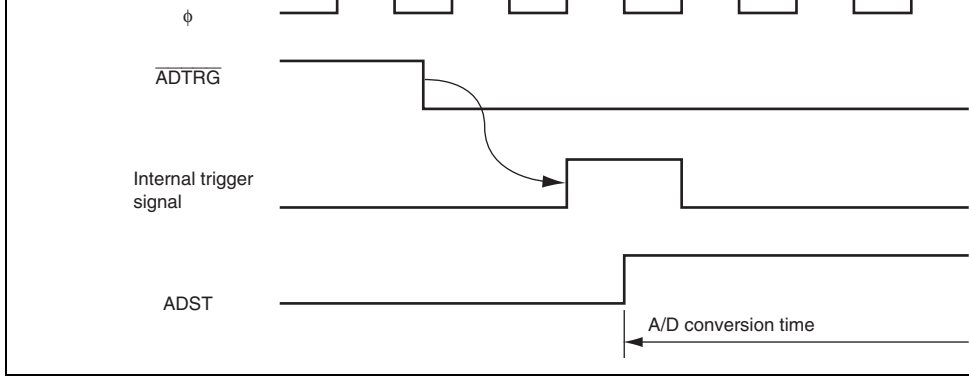 ϕ
ADTRG
Internal trigger
signal
ADST
A/D conversion time